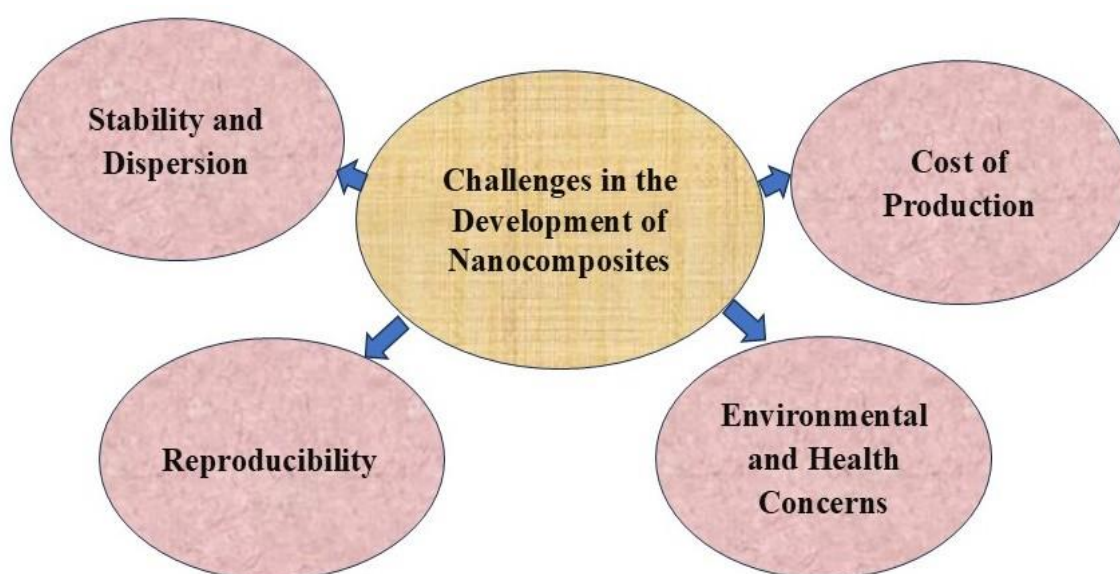 Stability and
Dispersion
Challenges in the
Development of
Nanocomposites
Cost of
Production
Reproducibility
Environmental
and Health
Concerns